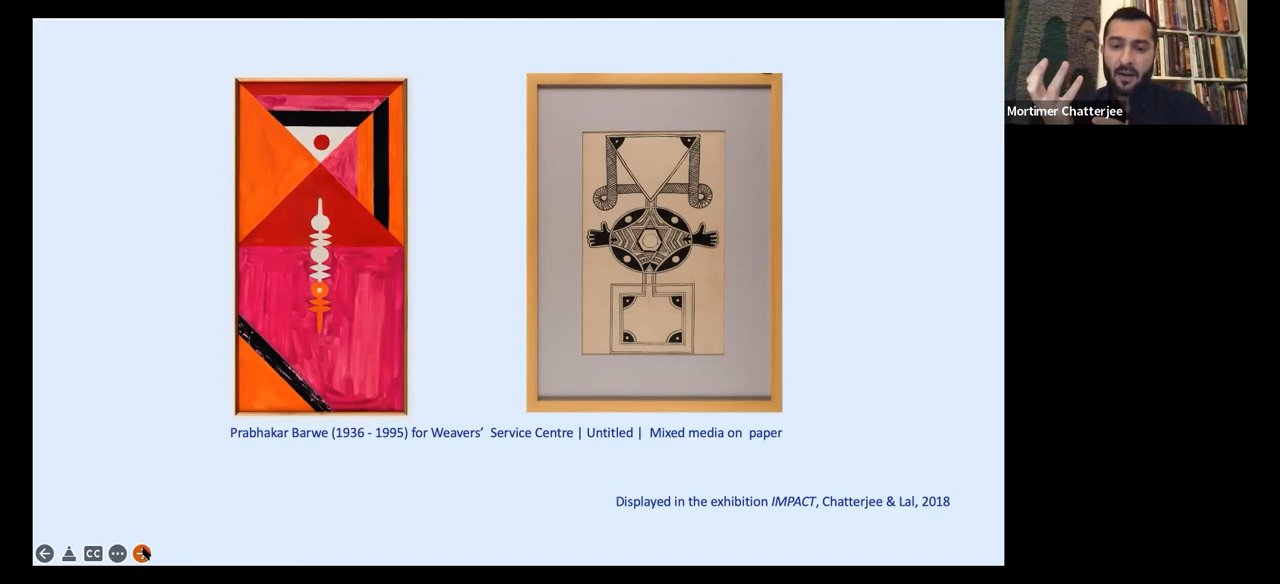 Mortimer Chatterjee
Prabhakar Barwe (1936 - 1995) for Weavers’ Service Centre | Untitled | Mixed media on paper
Displayed in the exhibition IMPACT, Chatterjee & Lal, 2018
CC